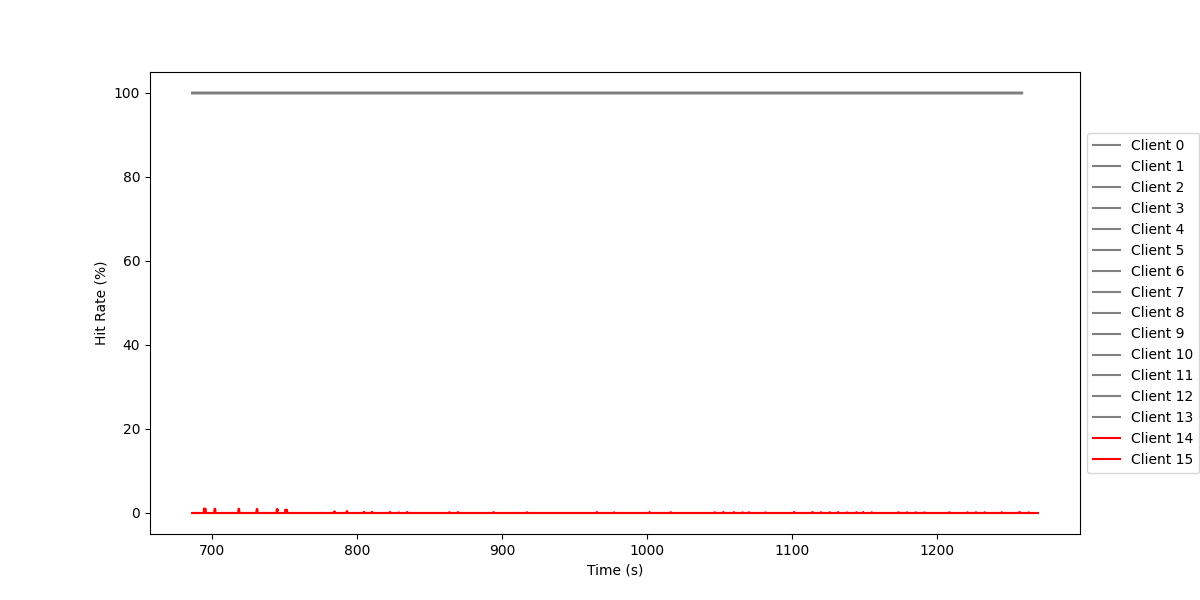 100
80
60
40
20
0
Hit Rate (%)
700 800 900 1000 1100 1200
Time (s)
Client 0
Client 1
Client 2
Client 3
Client 4
Client 5
Client 6
Client 7
Client 8
Client 9
Client 10
Client 11
Client 12
Client 13
Client 14
Client 15